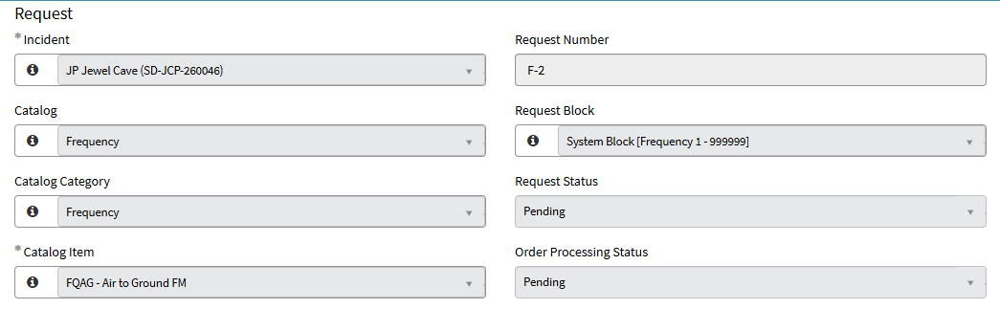 Request
* Incident
JP Jewel Cave (SD-JCP-260046)
Request Number
F-2
Catalog
Frequency
Request Block
System Block [Frequency 1 - 999999]
Catalog Category
Frequency
Request Status
Pending
* Catalog Item
FQAG - Air to Ground FM
Order Processing Status
Pending